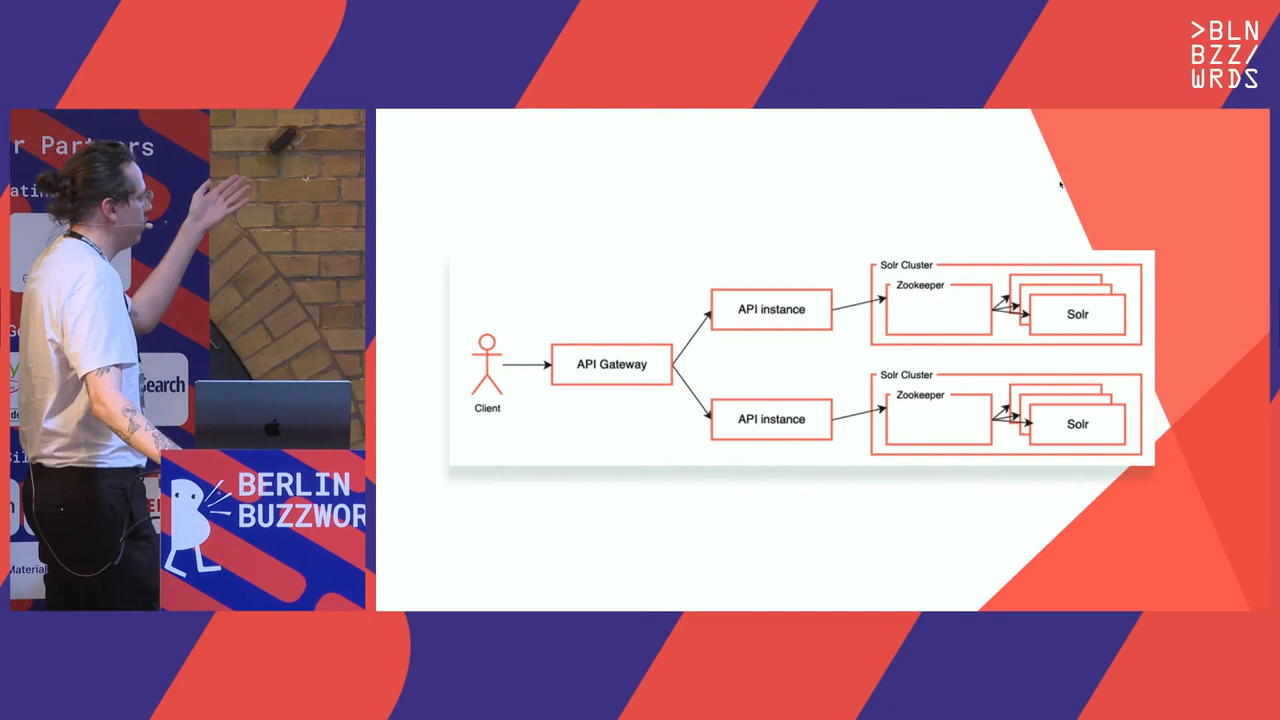 >BLN
BZZ/
WRDS
r Partners
atin
Search
BERLIN
BUZZWOR
Material
Solr Cluster
Zookeeper
Solr
API instance
API Gateway
Client
API instance
Solr Cluster
Zookeeper
Solr